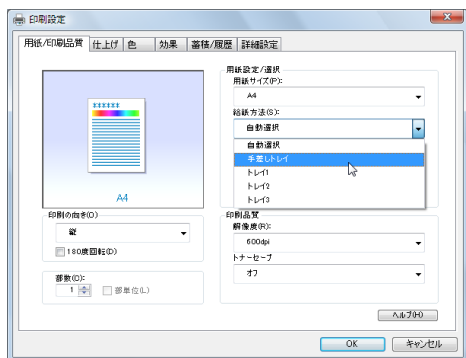 印刷設定
用紙/印刷品質 仕上げ 色 効果 蓄積/履歴 詳細設定
******
A4
用紙設定/選択
用紙サイズ(P):
A4
給紙方法(S):
自動選択
自動選択
手差しトレイ
トレイ1
トレイ2
トレイ3
印刷の向き(O)
縦
180度回転(D)
部数(C):
1 部単位(L)
印刷品質
解像度(R):
600dpi
トナーセーブ
オフ
ヘルプ(H)
OK キャンセル